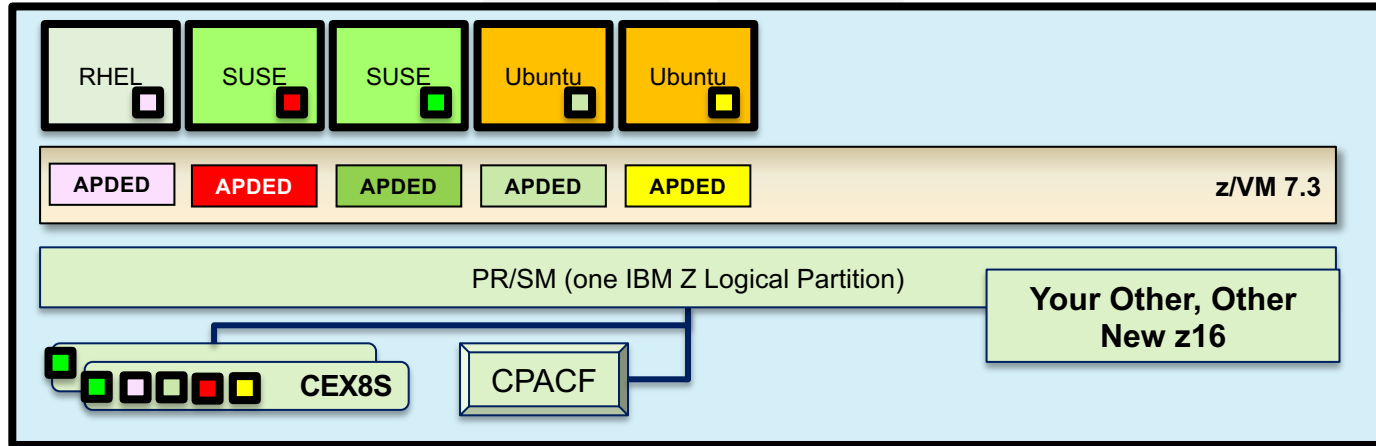 RHEL
SUSE
SUSE
Ubuntu
Ubuntu
APDED
APDED
APDED
APDED
APDED
z/VM 7.3
PR/SM (one IBM Z Logical Partition)
Your Other, Other
New z16
CEX8S
CPACF